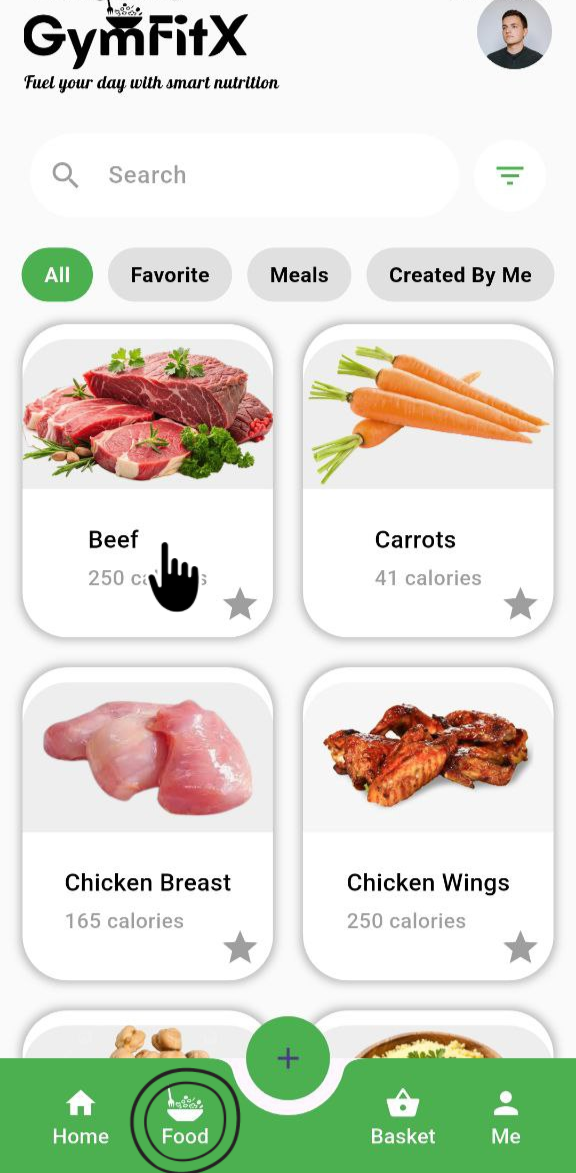 GymFitX
Fuel your day with smart nutrition
Search
All Favorite Meals Created By Me
Beef
250
Carrots
41 calories
Chicken Breast
165 calories
Chicken Wings
250 calories
Home Food Basket Me